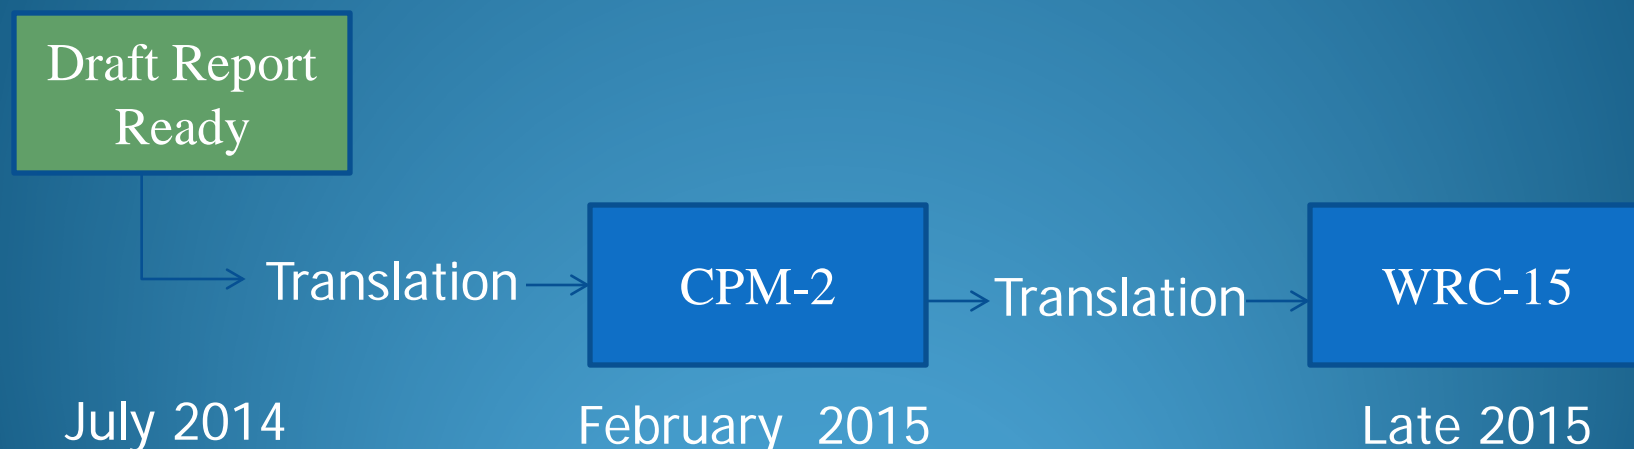 Draft Report
Ready
Translation
CPM-2
Translation
WRC-15
July 2014
February 2015
Late 2015